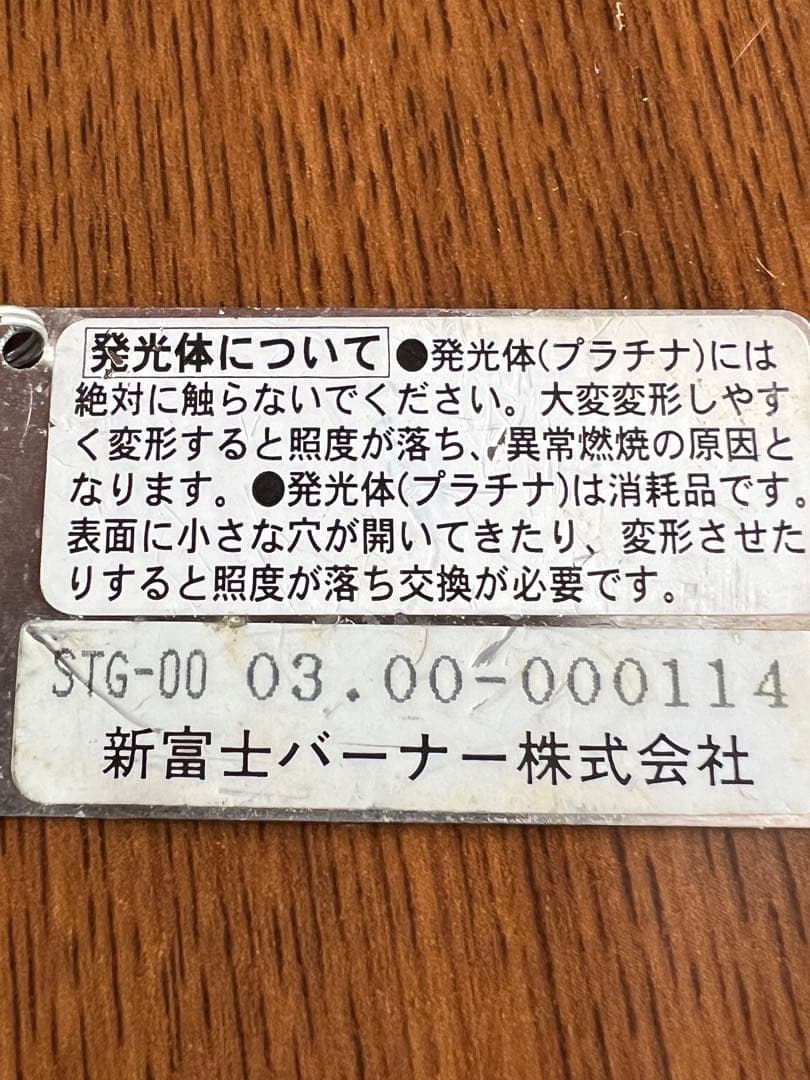 発光体について ●発光体(プラチナ)には
絶対に触らないでください。大変変形しやす
く変形すると照度が落ち、異常燃焼の原因と
なります。●発光体(プラチナ)は消耗品です。
表面に小さな穴が開いてきたり、変形させた
りすると照度が落ち交換が必要です。
STG-00 03.00-000114
新富士バーナー株式会社